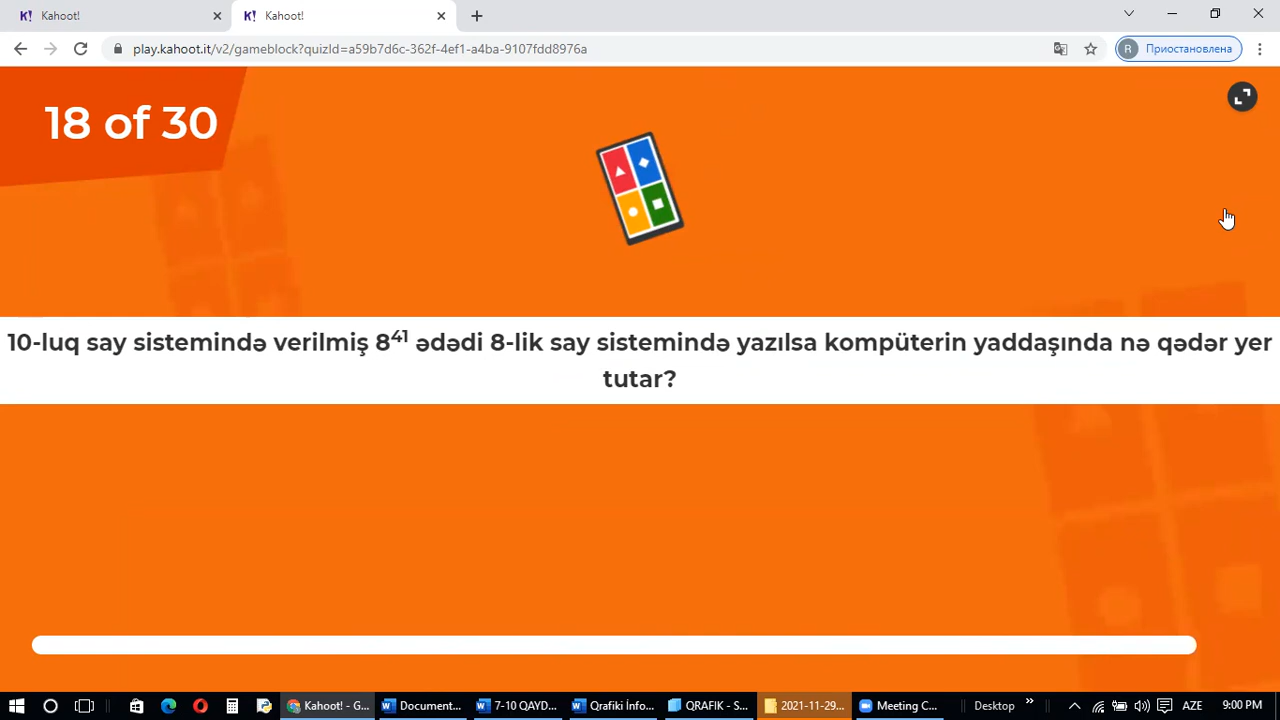 Kahoot!
Kahoot!
play.kahoot.it/v2/gameblock?quizId=a59b7d6c-362f-4ef1-a4ba-9107fdd8976a
R Приостановлена
18 of 30
10-luq say sistemində verilmiş 8⁴¹ ədədi 8-lik say sistemində yazılsa kompüterin yaddaşında nə qədər yer
tutar?
Kahoot! - G...
Document...
7-10 QAYD...
Qrafiki İnfo...
QRAFIK - S...
2021-11-29...
Meeting C...
Desktop
AZE
9:00 PM